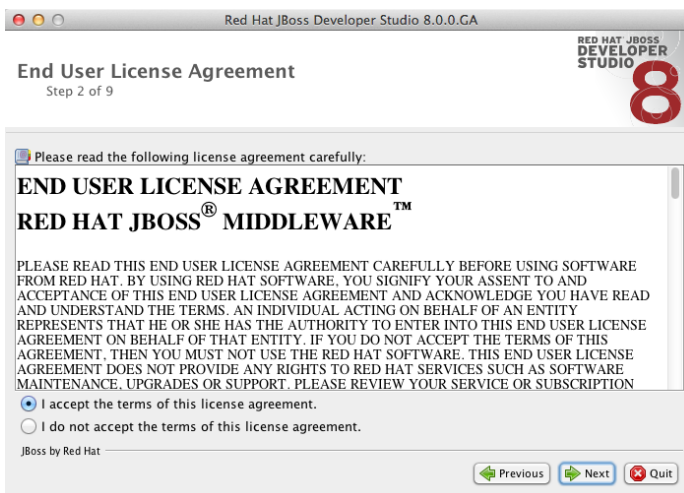 Red Hat JBoss Developer Studio 8.0.0.GA
RED HAT JBOSS
DEVELOPER
STUDIO
8
End User License Agreement
Step 2 of 9
Please read the following license agreement carefully:
END USER LICENSE AGREEMENT
RED HAT JBOSS® MIDDLEWARE™
PLEASE READ THIS END USER LICENSE AGREEMENT CAREFULLY BEFORE USING SOFTWARE
FROM RED HAT. BY USING RED HAT SOFTWARE, YOU SIGNIFY YOUR ASSENT TO AND
ACCEPTANCE OF THIS END USER LICENSE AGREEMENT AND ACKNOWLEDGE YOU HAVE READ
AND UNDERSTAND THE TERMS. AN INDIVIDUAL ACTING ON BEHALF OF AN ENTITY
REPRESENTS THAT HE OR SHE HAS THE AUTHORITY TO ENTER INTO THIS END USER LICENSE
AGREEMENT ON BEHALF OF THAT ENTITY. IF YOU DO NOT ACCEPT THE TERMS OF THIS
AGREEMENT, THEN YOU MUST NOT USE THE RED HAT SOFTWARE. THIS END USER LICENSE
AGREEMENT DOES NOT PROVIDE ANY RIGHTS TO RED HAT SERVICES SUCH AS SOFTWARE
MAINTENANCE, UPGRADES OR SUPPORT. PLEASE REVIEW YOUR SERVICE OR SUBSCRIPTION
I accept the terms of this license agreement.
I do not accept the terms of this license agreement.
JBoss by Red Hat
Previous Next Quit